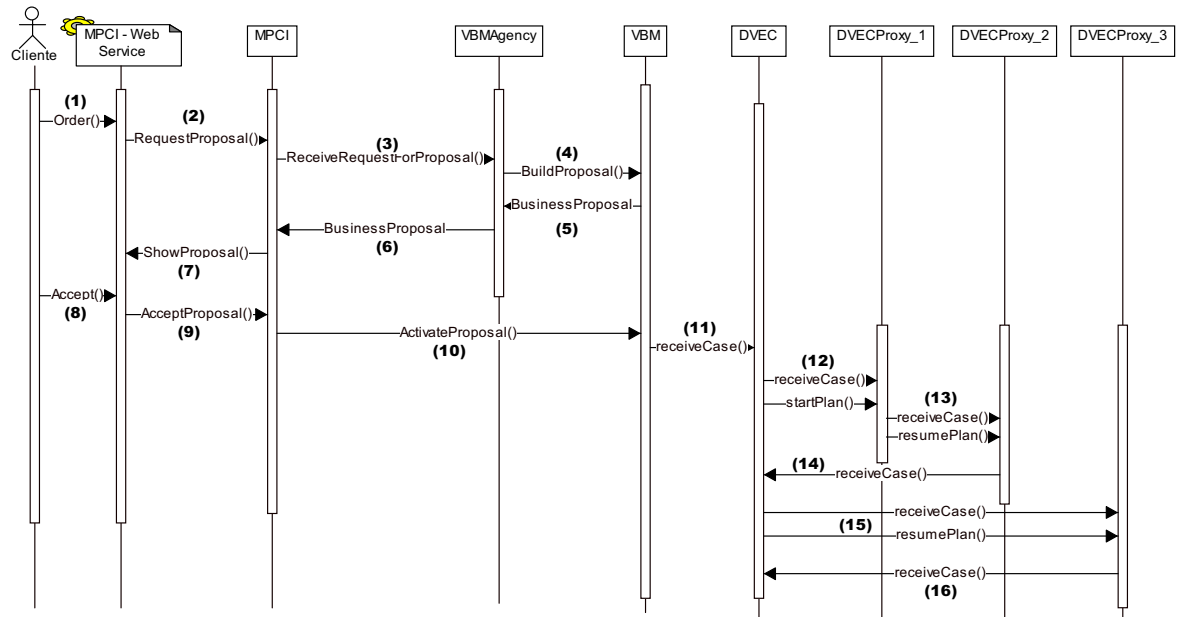 Cliente
MPCI - Web
Service
MPCI
VBMAgency
VBM
DVEC
DVECProxy_1
DVECProxy_2
DVECProxy_3
(1)
Order()
(2)
RequestProposal()
(3)
ReceiveRequestForProposal()
(4)
BuildProposal()
BusinessProposal
(5)
BusinessProposal
(6)
ShowProposal()
(7)
Accept()
(8)
AcceptProposal()
(9)
ActivateProposal()
(10)
(11)
receiveCase()
(12)
receiveCase()
startPlan()
(13)
receiveCase()
resumePlan()
(14)
receiveCase()
receiveCase()
(15)
resumePlan()
receiveCase()
(16)